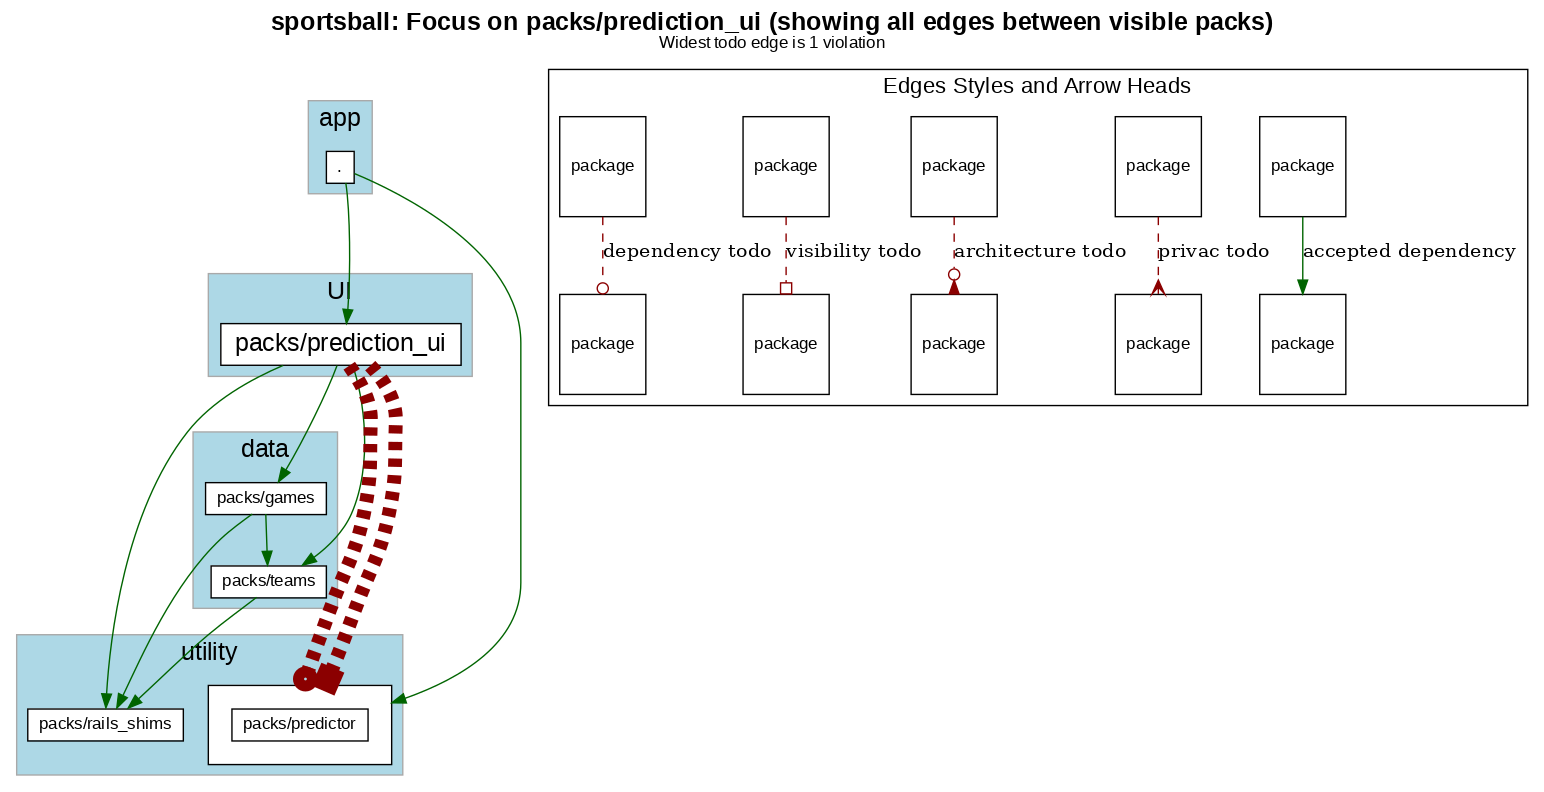 sportsball: Focus on packs/prediction_ui (showing all edges between visible packs)
Widest todo edge is 1 violation
app
.
UI
packs/prediction_ui
data
packs/games
packs/teams
utility
packs/rails_shims
packs/predictor
Edges Styles and Arrow Heads
package
package
package
package
package
dependency todo
visibility todo
architecture todo
privac todo
accepted dependency
package
package
package
package
package